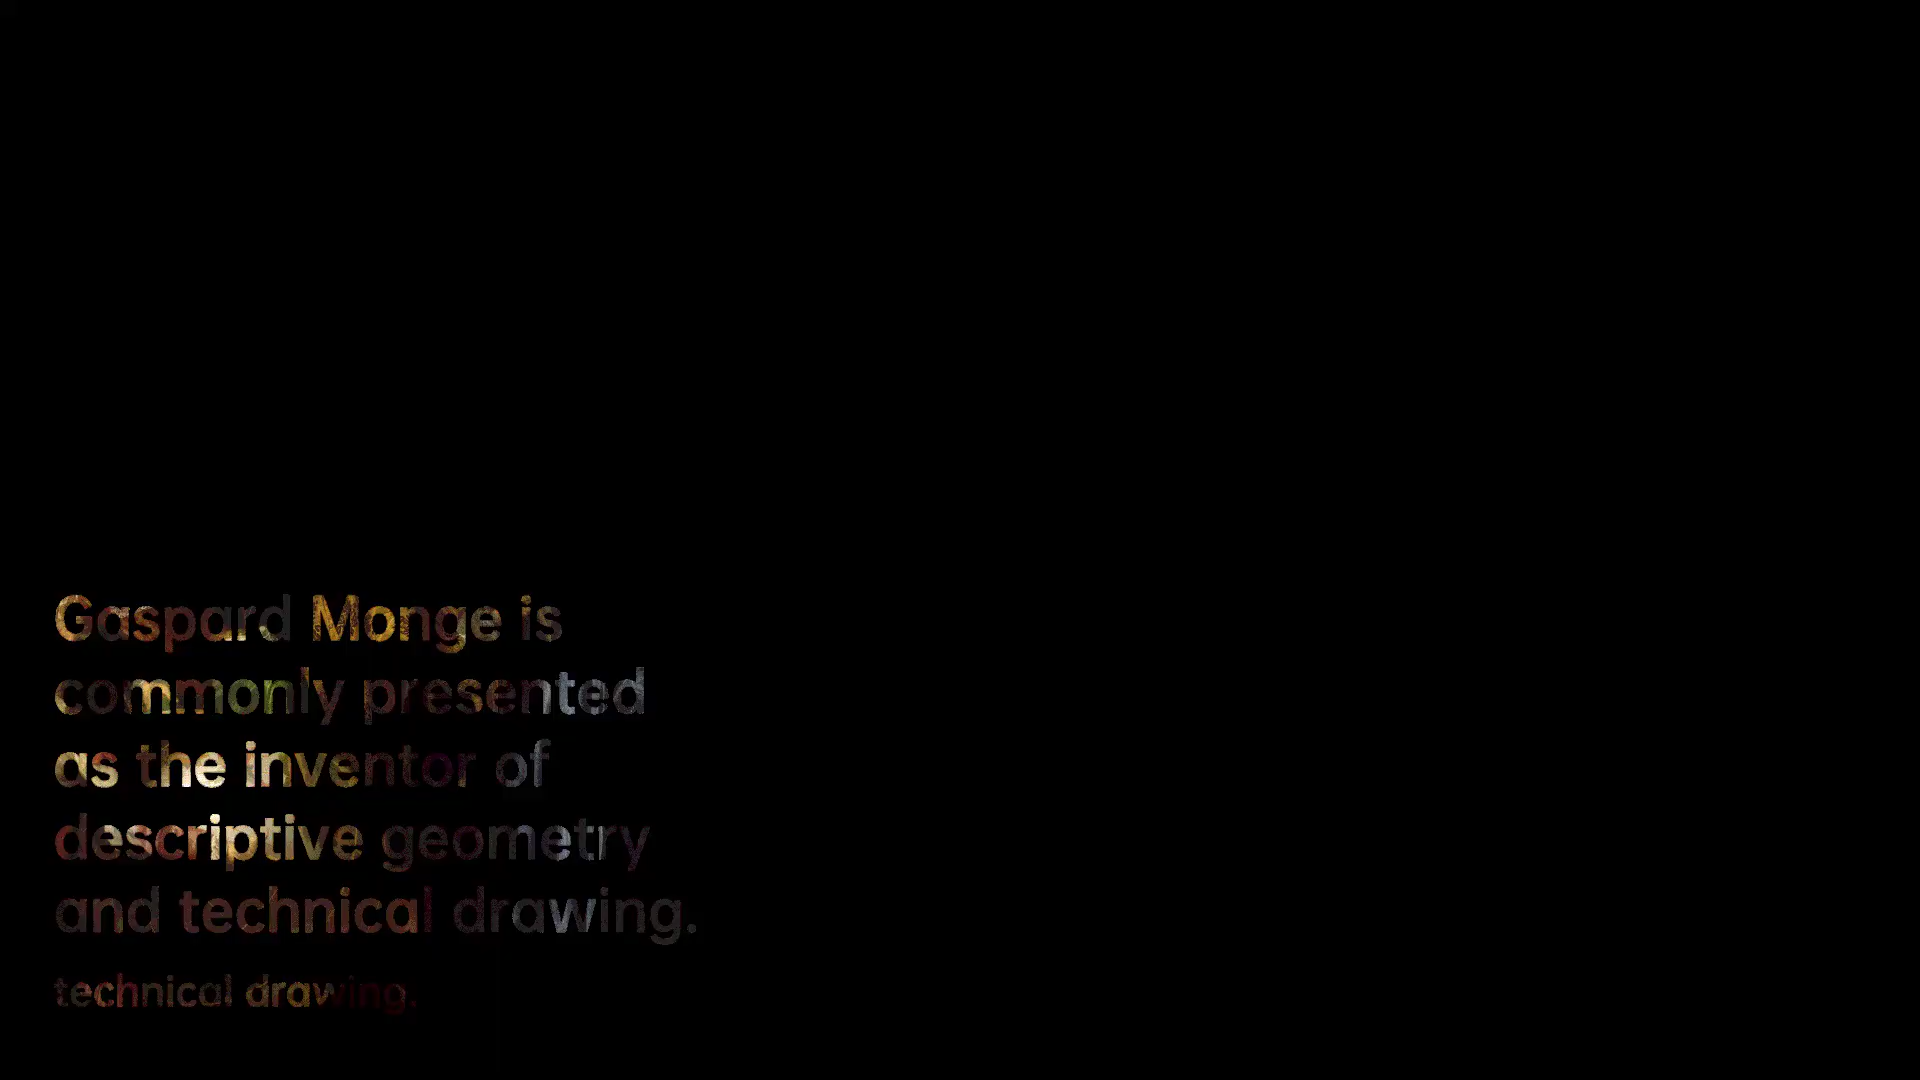 Gaspard Monge is
commonly presented
as the inventor of
descriptive geometry
and technical drawing.
technical drawing.